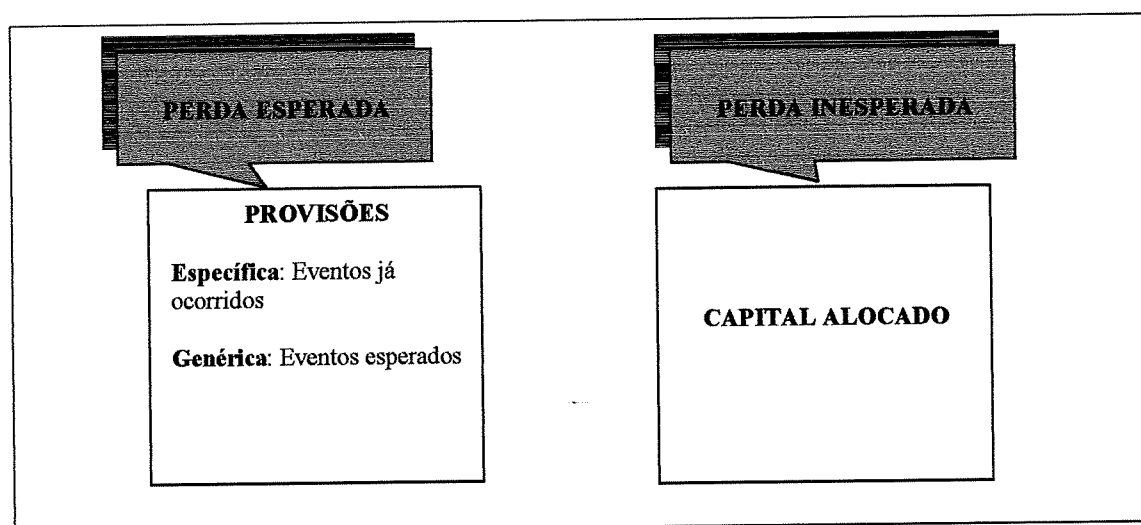 PERDA ESPERADA
PERDA INESPERADA
PROVISÕES
Específica: Eventos já
ocorridos
Genérica: Eventos esperados
CAPITAL ALOCADO